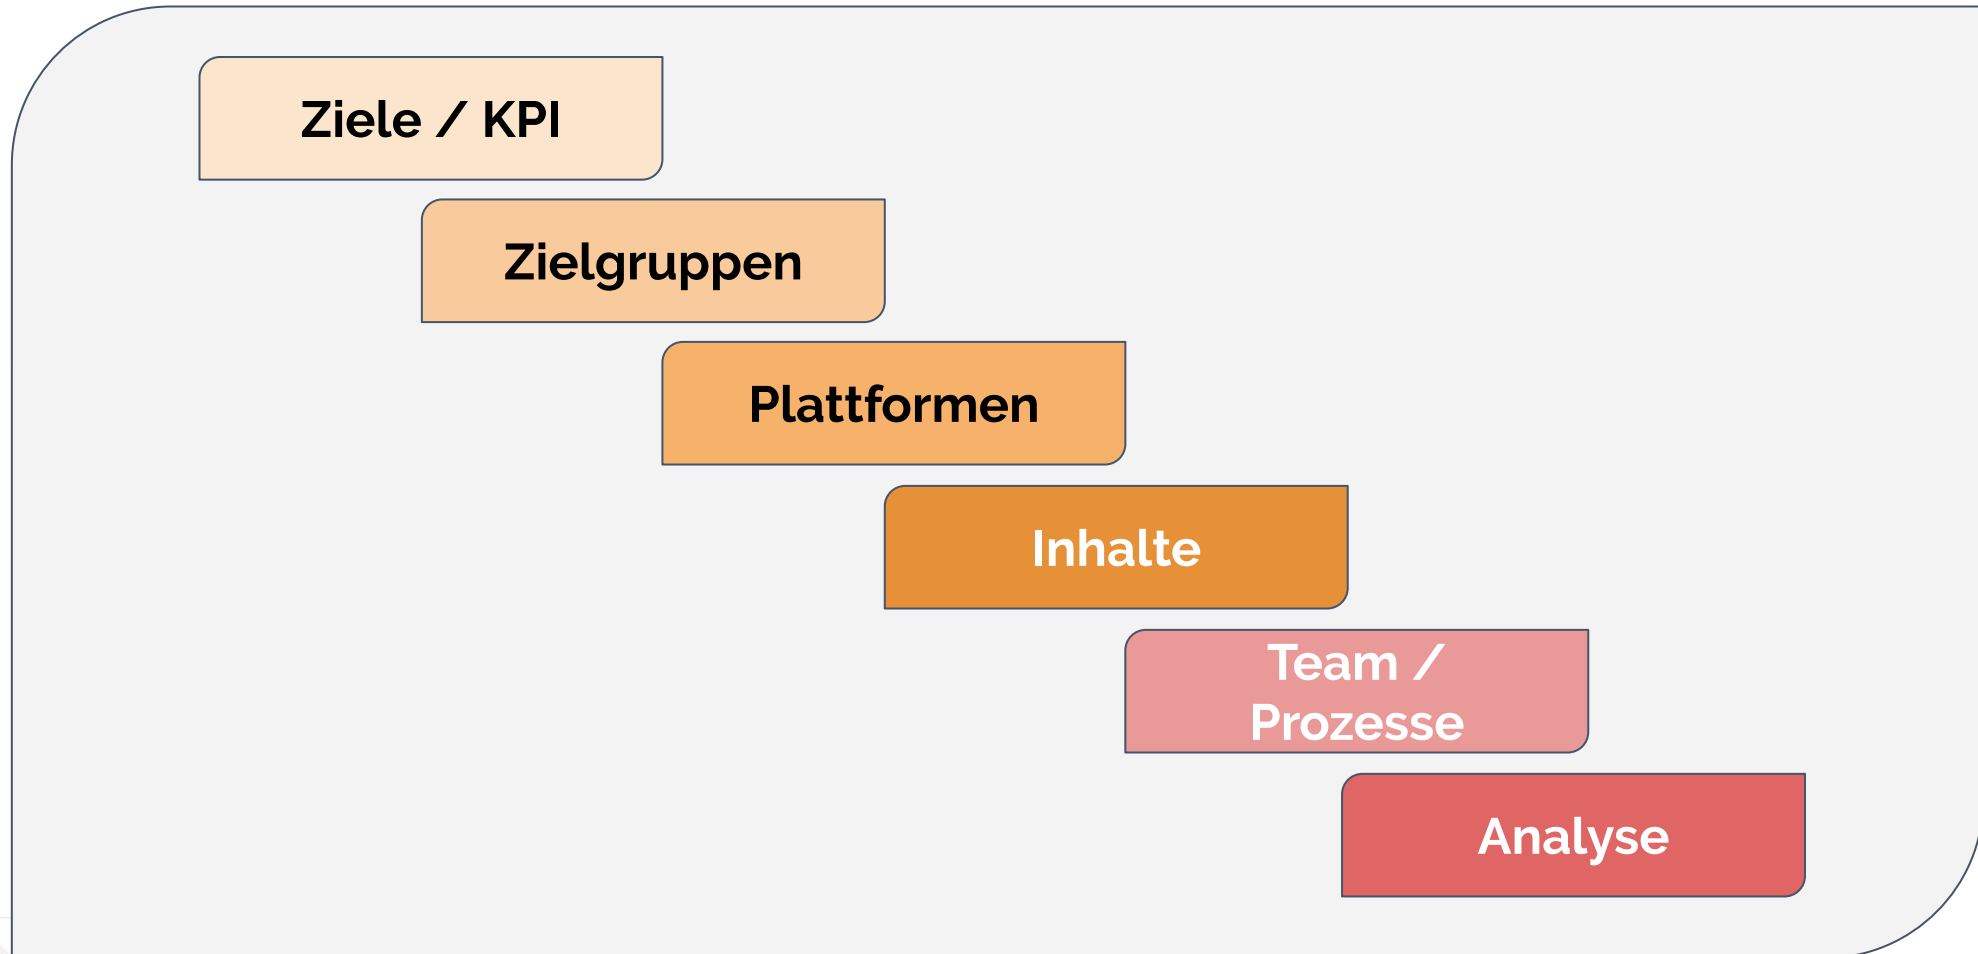 Ziele / KPI
Zielgruppen
Plattformen
Inhalte
Team /
Prozesse
Analyse